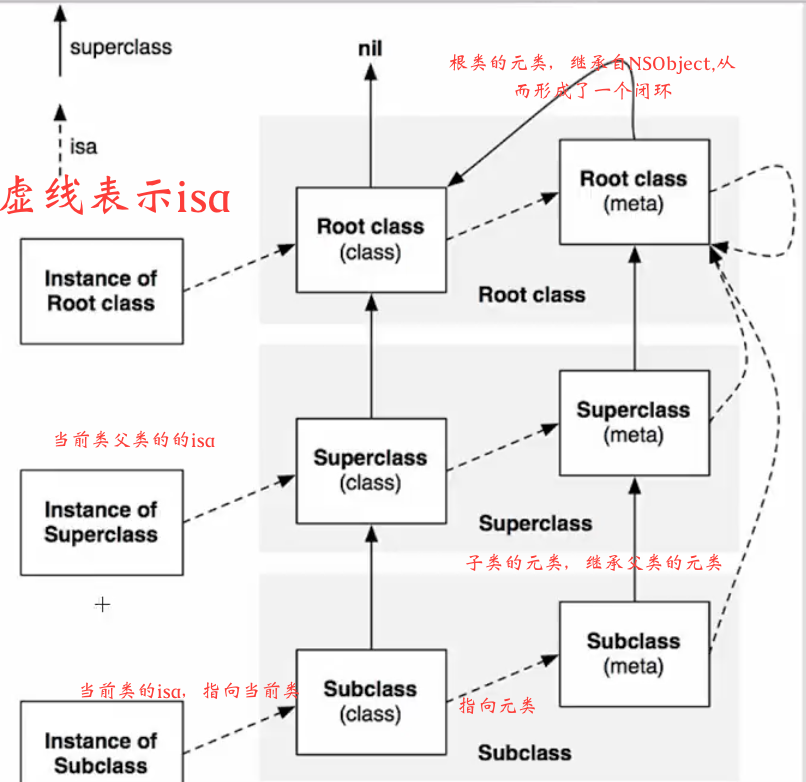 superclass
nil
根类的元类，继承自NSObject,从
而形成了一个闭环
isa
虚线表示isa
Root class
(meta)
Root class
(class)
Instance of
Root class
Root class
Superclass
(meta)
当前类父类的的isa
Superclass
(class)
Instance of
Superclass
Superclass
子类的元类，继承父类的元类
Subclass
(meta)
当前类的isa，指向当前类
Subclass
(class)
指向元类
Instance of
Subclass
Subclass